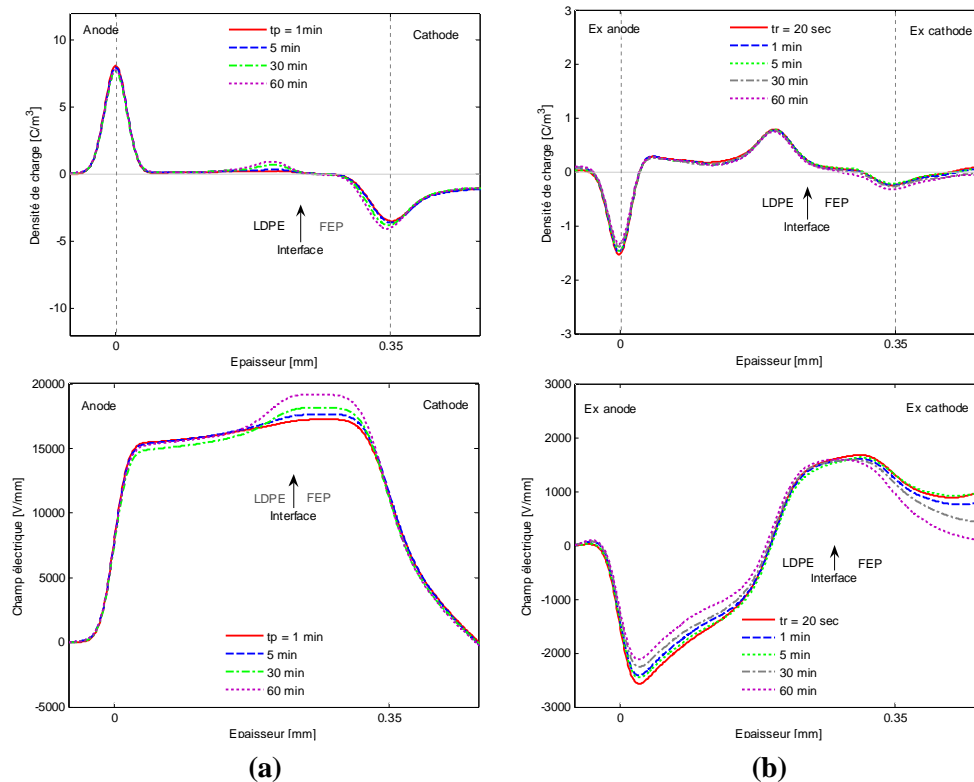 Anode
Cathode
tp = 1min
5 min
30 min
60 min
10
5
0
-5
-10
Densité de charge [C/m³]
LDPE FEP
Interface
0
0.35
Epaisseur [mm]
Ex anode
Ex cathode
tr = 20 sec
1 min
5 min
30 min
60 min
3
2
1
0
-1
-2
-3
Densité de charge [C/m³]
LDPE FEP
Interface
0
0.35
Epaisseur [mm]
Anode
Cathode
20000
15000
10000
5000
0
-5000
Champ électrique [V/mm]
LDPE FEP
Interface
tp = 1 min
5 min
30 min
60 min
0
0.35
Epaisseur [mm]
Ex anode
Ex cathode
3000
2000
1000
0
-1000
-2000
-3000
Champ électrique [V/mm]
LDPE FEP
Interface
tr = 20 sec
1 min
5 min
30 min
60 min
0
0.35
Epaisseur [mm]
(a)
(b)